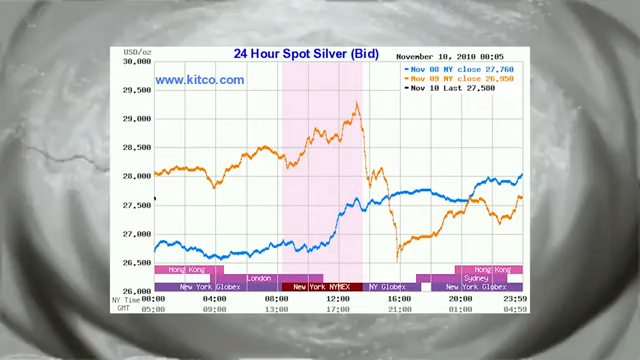 24 Hour Spot Silver (Bid)
USD/oz
November 10, 2010 00:05
www.kitco.com
Nov 08 NY close 27.760
Nov 09 NY close 26.950
Nov 10 Last 27.580
30,000
29,500
29,000
28,500
28,000
27,500
27,000
26,500
26,000
Hong Kong
Hong Kong
London
Sydney
New York Globex
New York NYMEX
NY Globex
New York Globex
NY Time
00:00
04:00
08:00
12:00
16:00
20:00
23:59
GMT
05:00
09:00
13:00
17:00
21:00
01:00
04:59